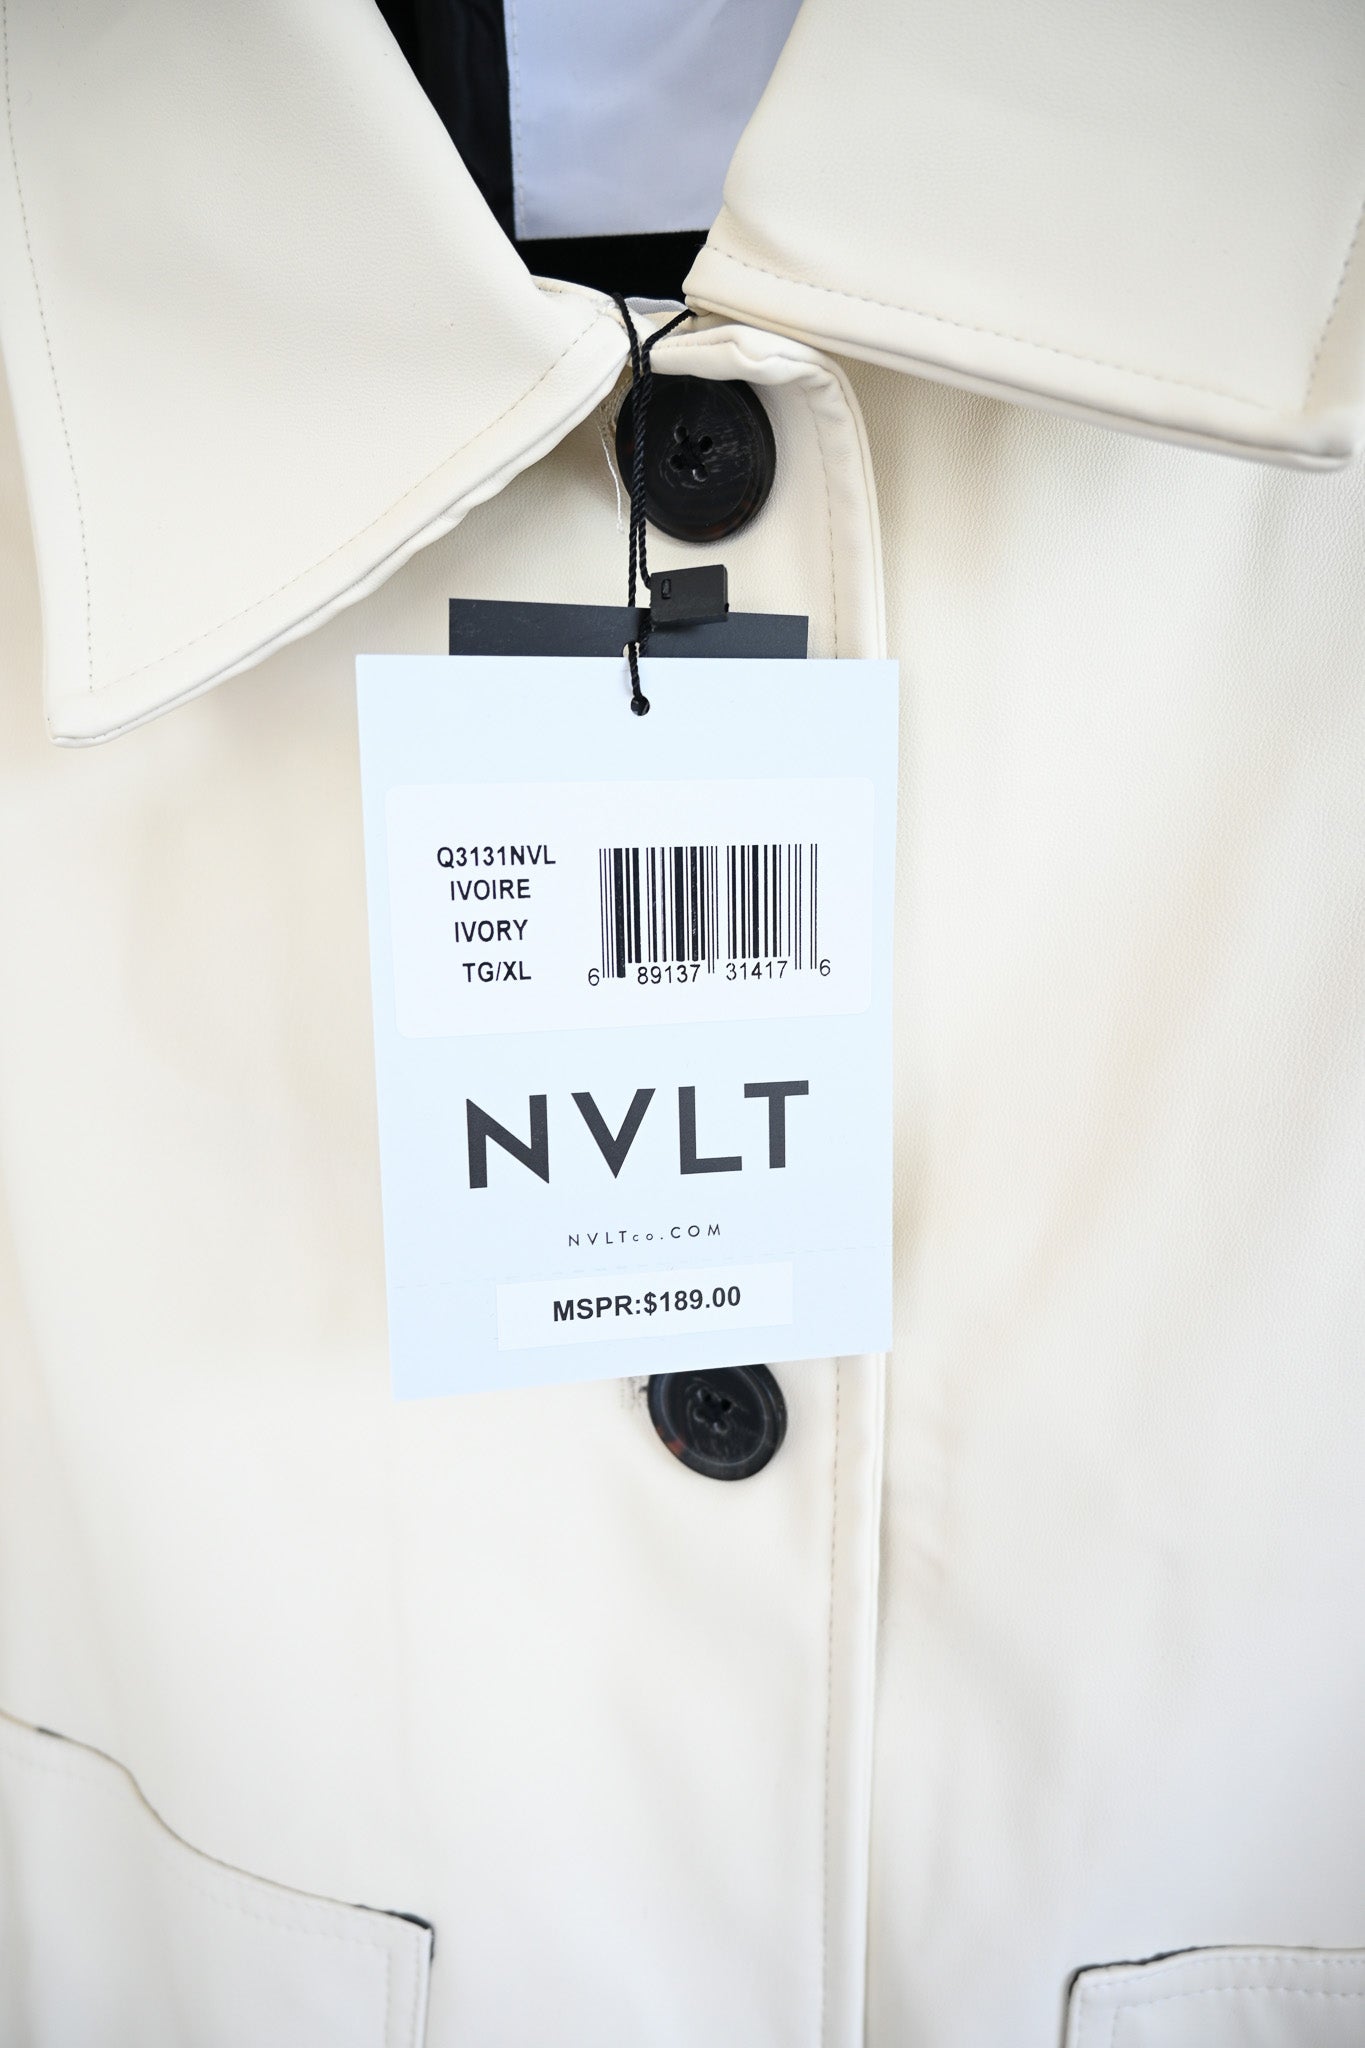 Q3131NVL
IVOIRE
IVORY
TG/XL
6 89137 31417 6
NVLT
NVLTco.COM
MSPR:$189.00